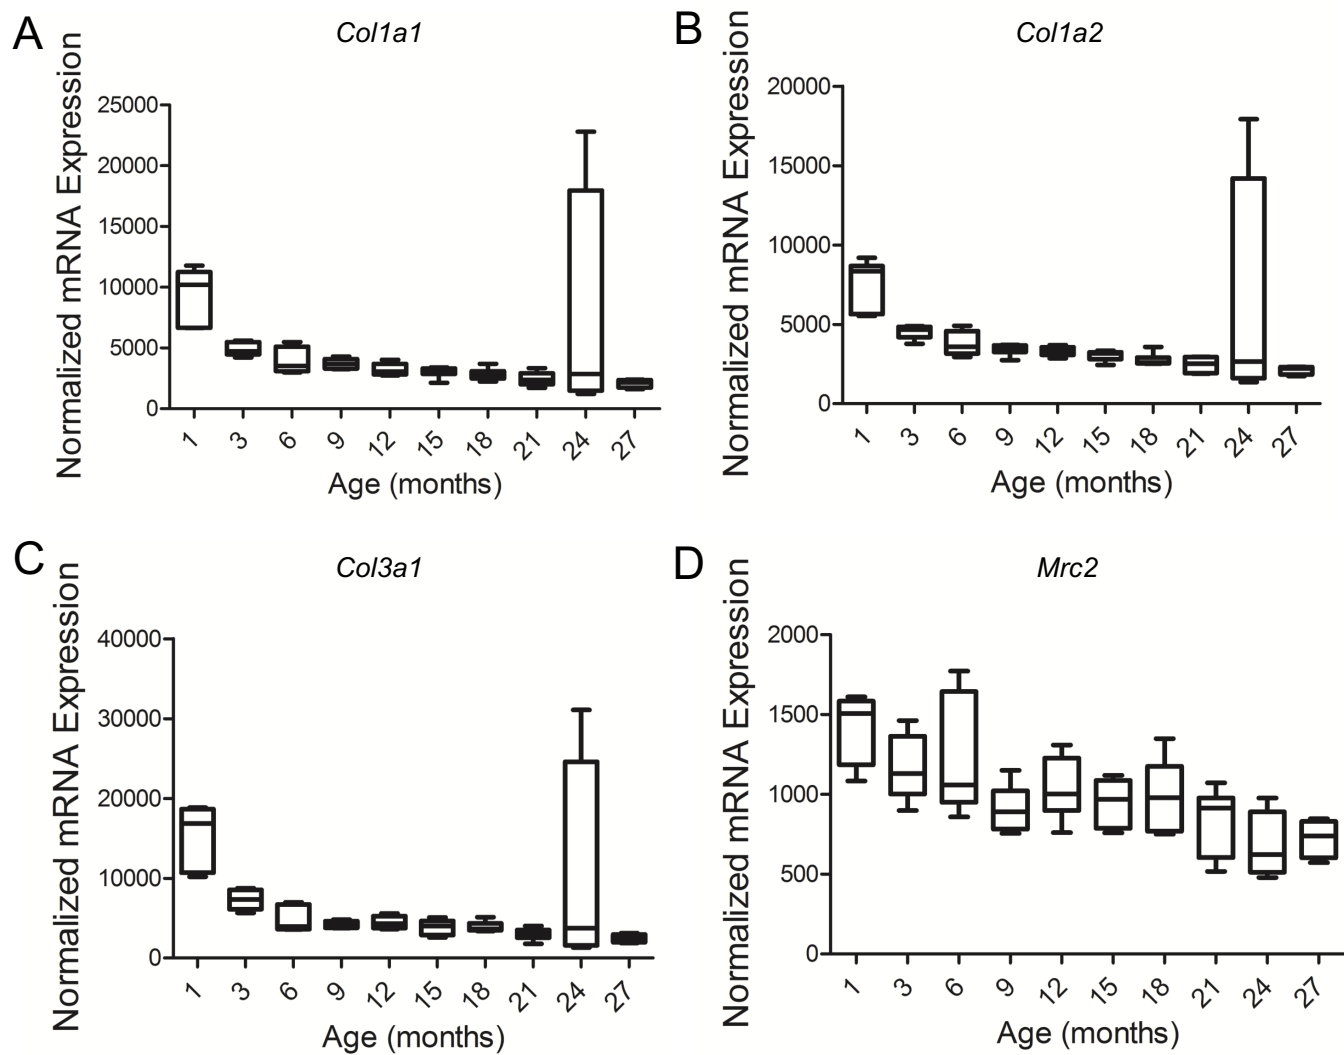 A
Col1a1
Normalized mRNA Expression
25000
20000
15000
10000
5000
0
1 3 6 9 12 15 18 21 24 27
Age (months)
B
Col1a2
Normalized mRNA Expression
20000
15000
10000
5000
0
1 3 6 9 12 15 18 21 24 27
Age (months)
C
Col3a1
Normalized mRNA Expression
40000
30000
20000
10000
0
1 3 6 9 12 15 18 21 24 27
Age (months)
D
Mrc2
Normalized mRNA Expression
2000
1500
1000
500
0
1 3 6 9 12 15 18 21 24 27
Age (months)